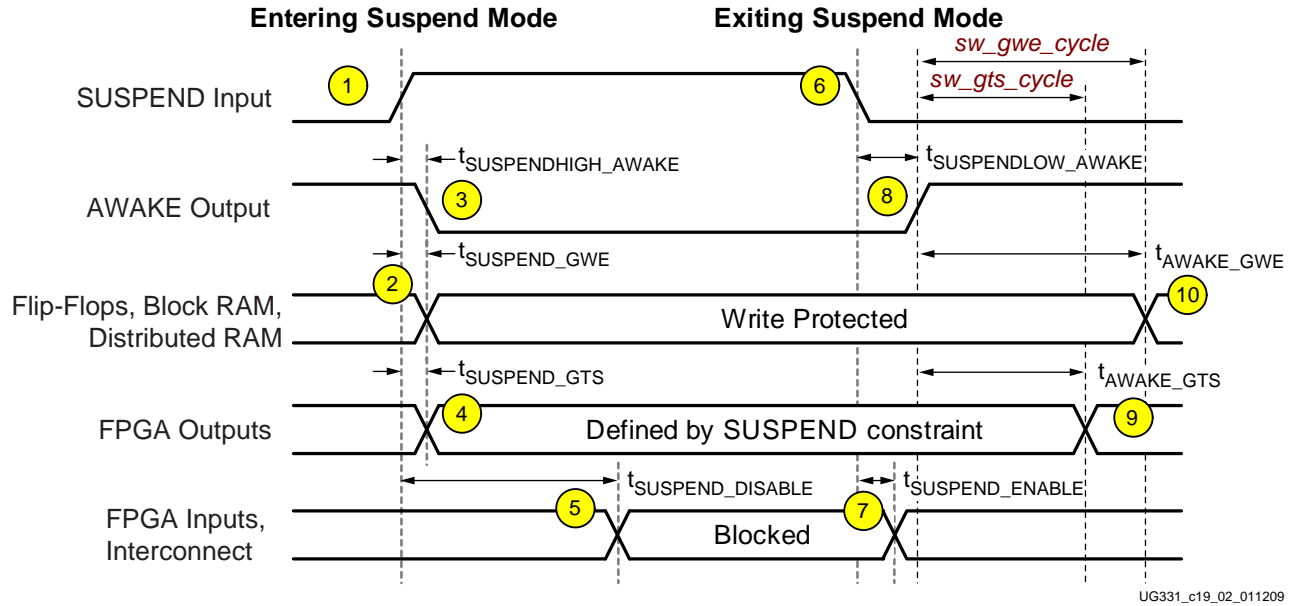 Entering Suspend Mode
Exiting Suspend Mode
sw_gwe_cycle
sw_gts_cycle
1
6
SUSPEND Input
tSUSPENDHIGH_AWAKE
tSUSPENDLOW_AWAKE
3
8
AWAKE Output
tSUSPEND_GWE
tAWAKE_GWE
2
10
Flip-Flops, Block RAM,
Distributed RAM
Write Protected
tSUSPEND_GTS
tAWAKE_GTS
4
9
FPGA Outputs
Defined by SUSPEND constraint
tSUSPEND_DISABLE
tSUSPEND_ENABLE
5
7
FPGA Inputs,
Interconnect
Blocked
UG331_c19_02_011209